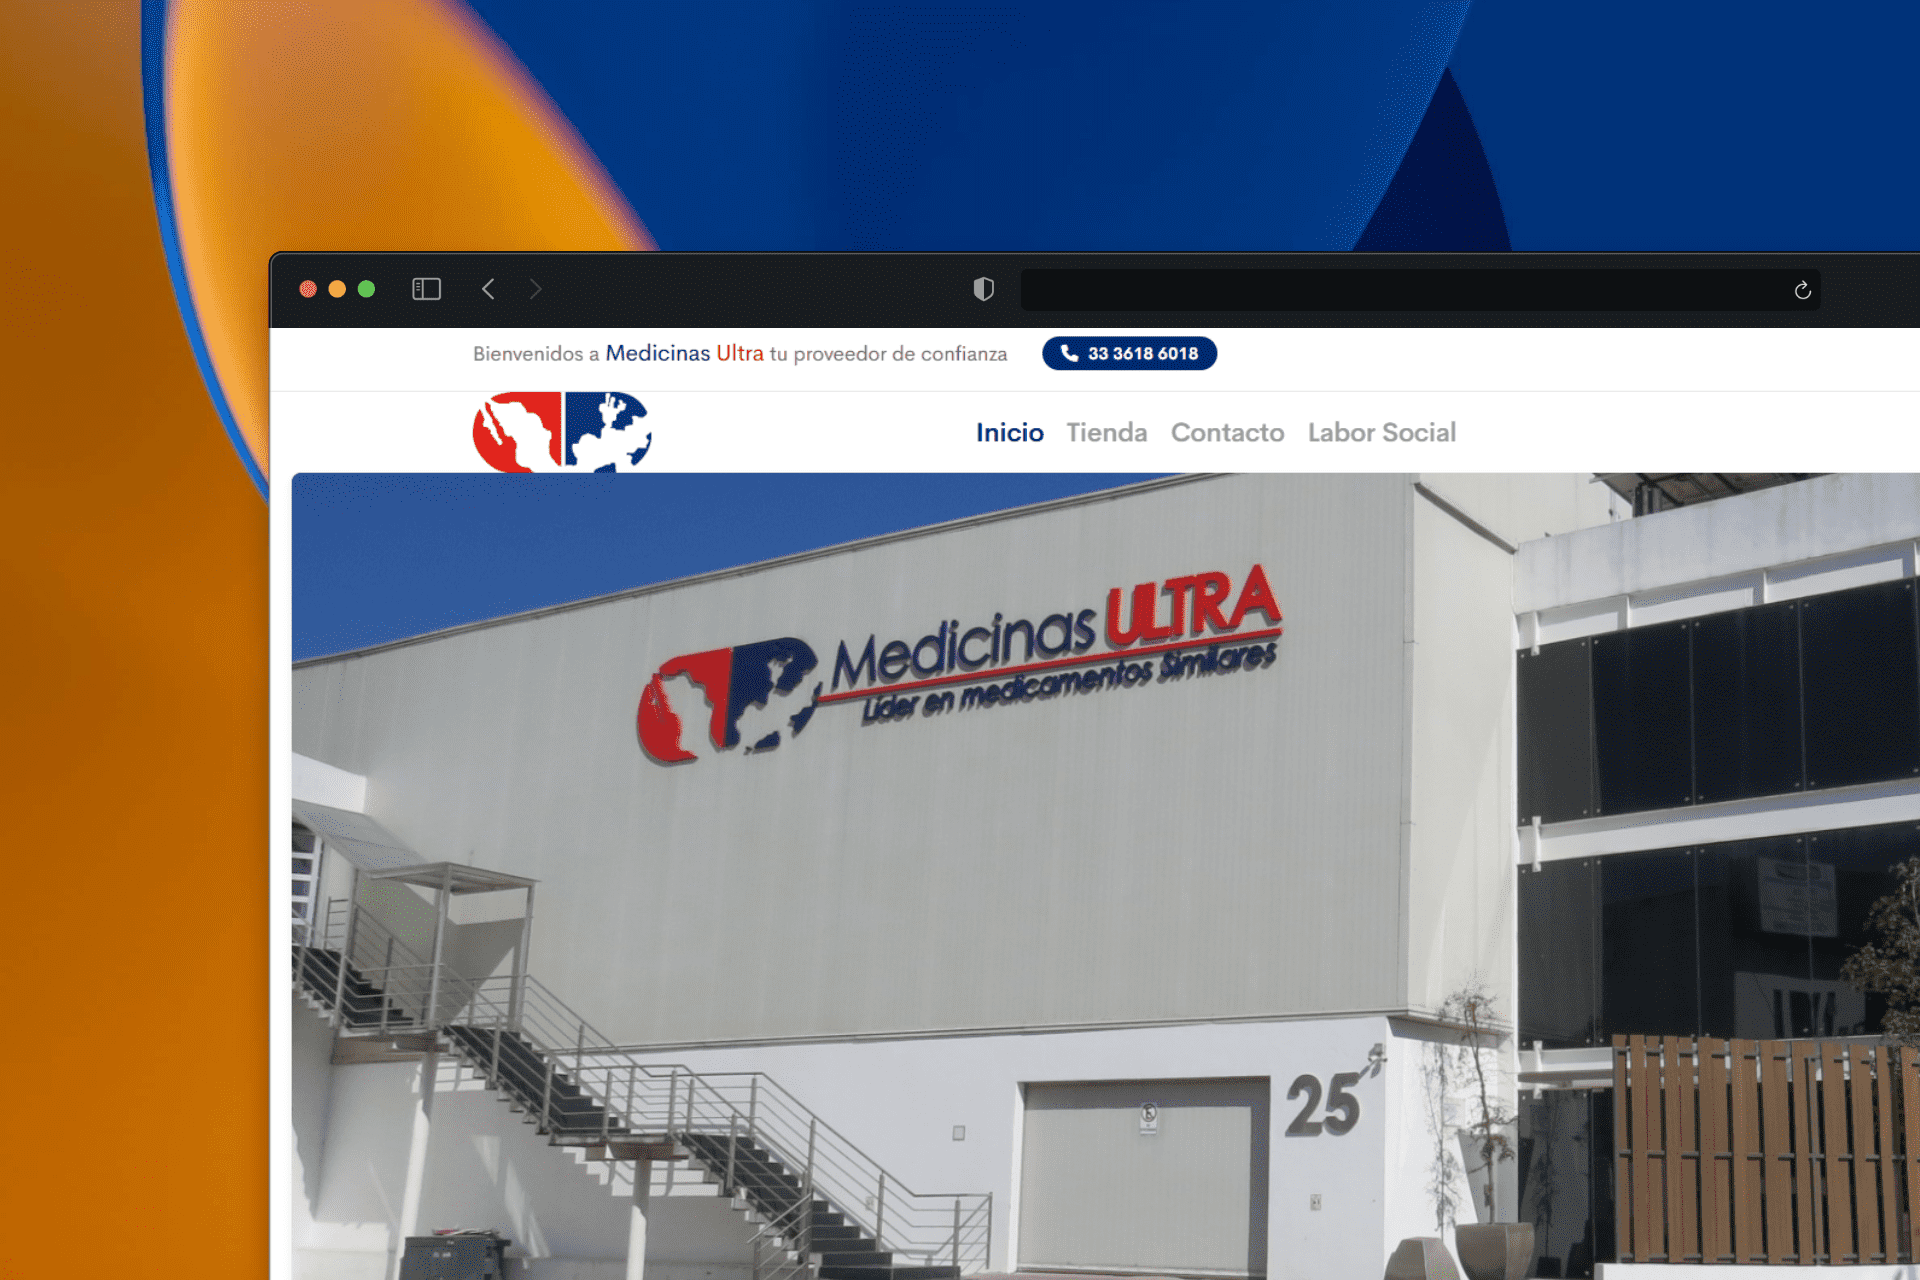 Bienvenidos a Medicinas Ultra tu proveedor de confianza
33 3618 6018
Inicio Tienda Contacto Labor Social
Medicinas ULTRA
Líder en medicamentos Similares
25